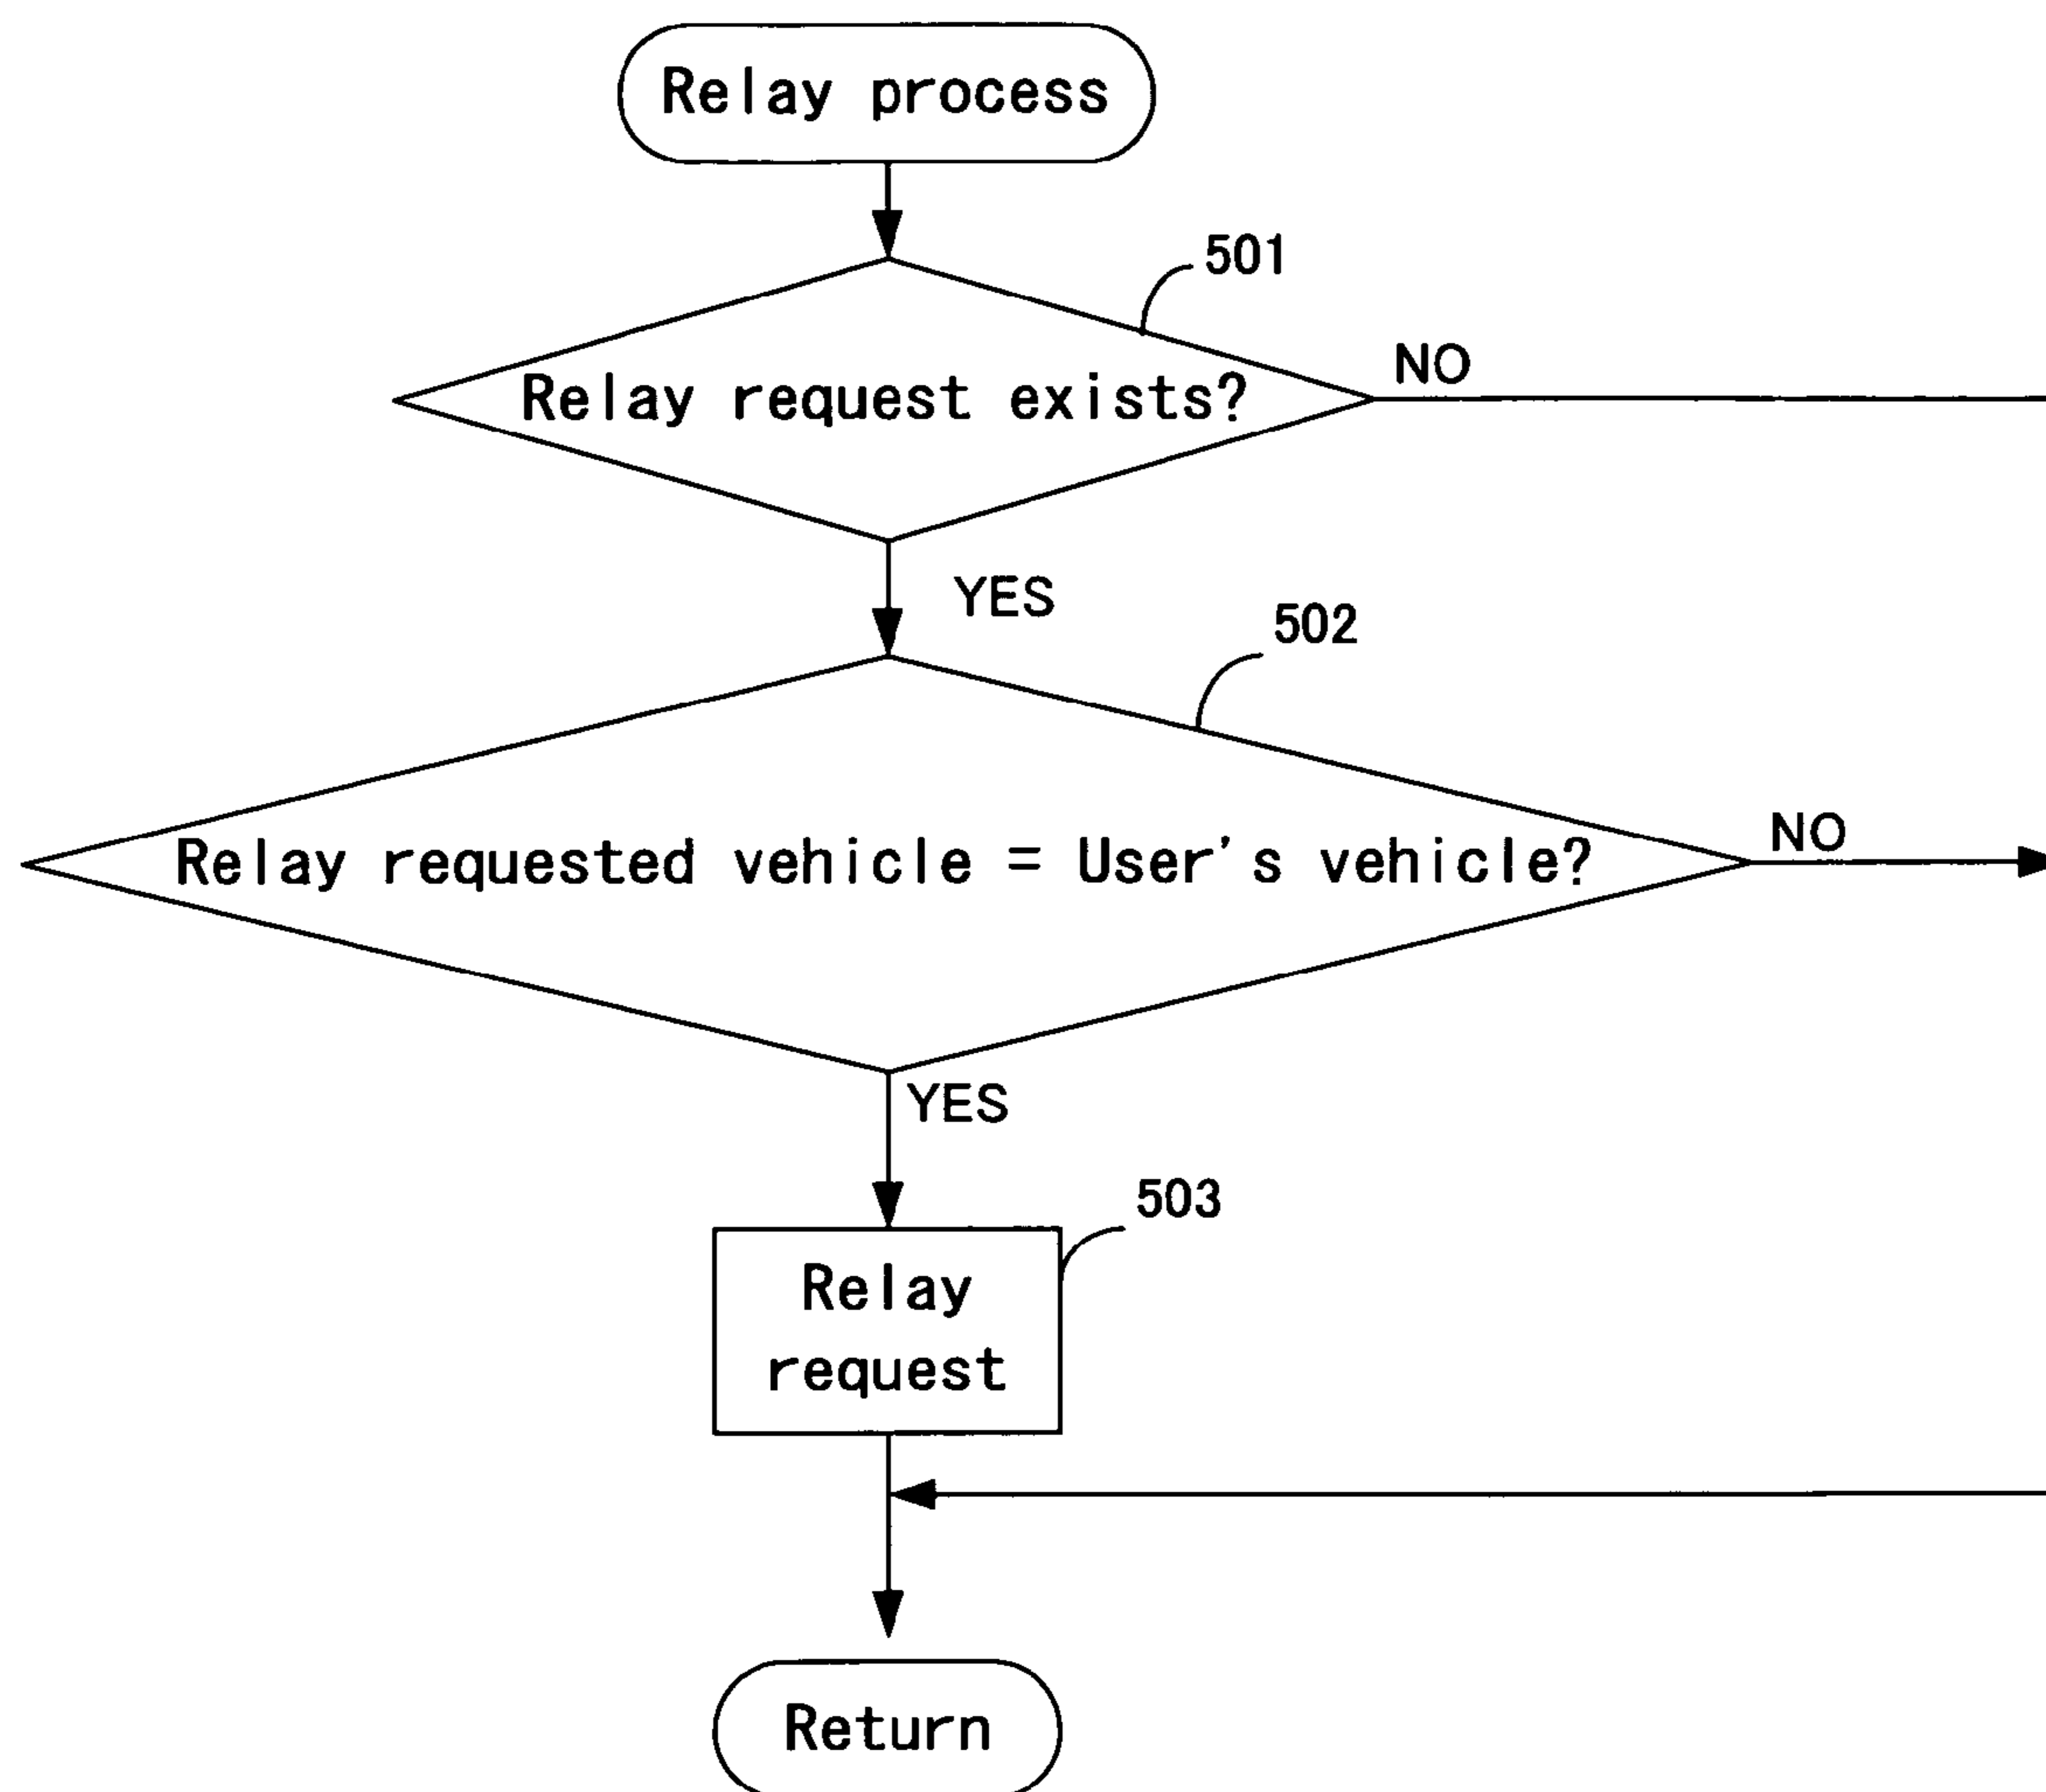 Relay process
501
Relay request exists?
NO
YES
502
Relay requested vehicle = User's vehicle?
NO
YES
503
Relay
request
Return